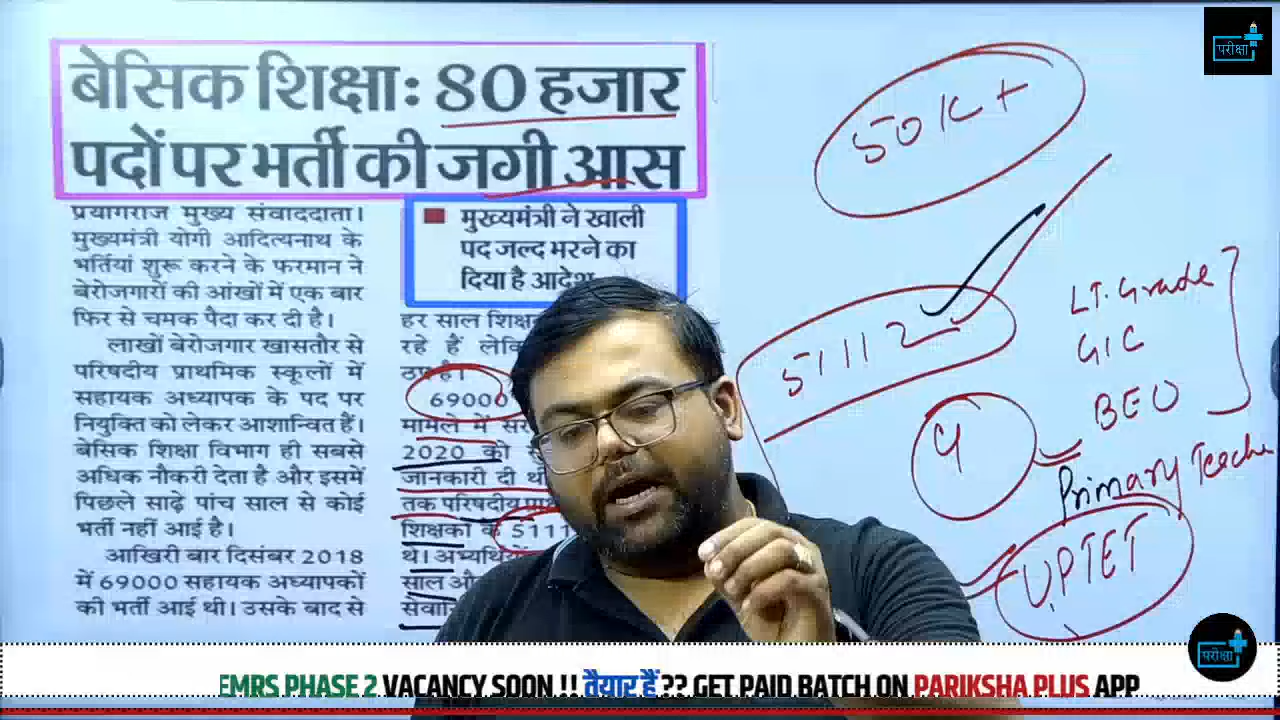 बेसिक शिक्षाः 80 हजार
पदों पर भर्ती की जगी आस
प्रयागराज मुख्य संवाददाता।
मुख्यमंत्री योगी आदित्यनाथ के
भर्तियां शुरू करने के फरमान ने
बेरोजगारों की आंखों में एक बार
फिर से चमक पैदा कर दी है।
लाखों बेरोजगार खासतौर से
परिषदीय प्राथमिक स्कूलों में
सहायक अध्यापक के पद पर
नियुक्ति को लेकर आशान्वित हैं।
बेसिक शिक्षा विभाग ही सबसे
अधिक नौकरी देता है और इसमें
पिछले साढ़े पांच साल से कोई
भर्ती नहीं आई है।
आखिरी बार दिसंबर 2018
में 69000 सहायक अध्यापकों
की भर्ती आई थी। उसके बाद से
मुख्यमंत्री ने खाली
पद जल्द भरने का
दिया है आदेश
हर साल शिक्ष
रहे हैं
69000
मामले में
2020 को
जानकारी दी
तक परिषदीय
शिक्षकों के 5111
थे। अभ्यर्थियों
साल
50K+
51112
LT. Grade
GIC
BEO
4
Primary Teache
UPTET
परीक्षा
परीक्षा
EMRS PHASE 2 VACANCY SOON !! तैयार हैं ?? GET PAID BATCH ON PARIKSHA PLUS APP